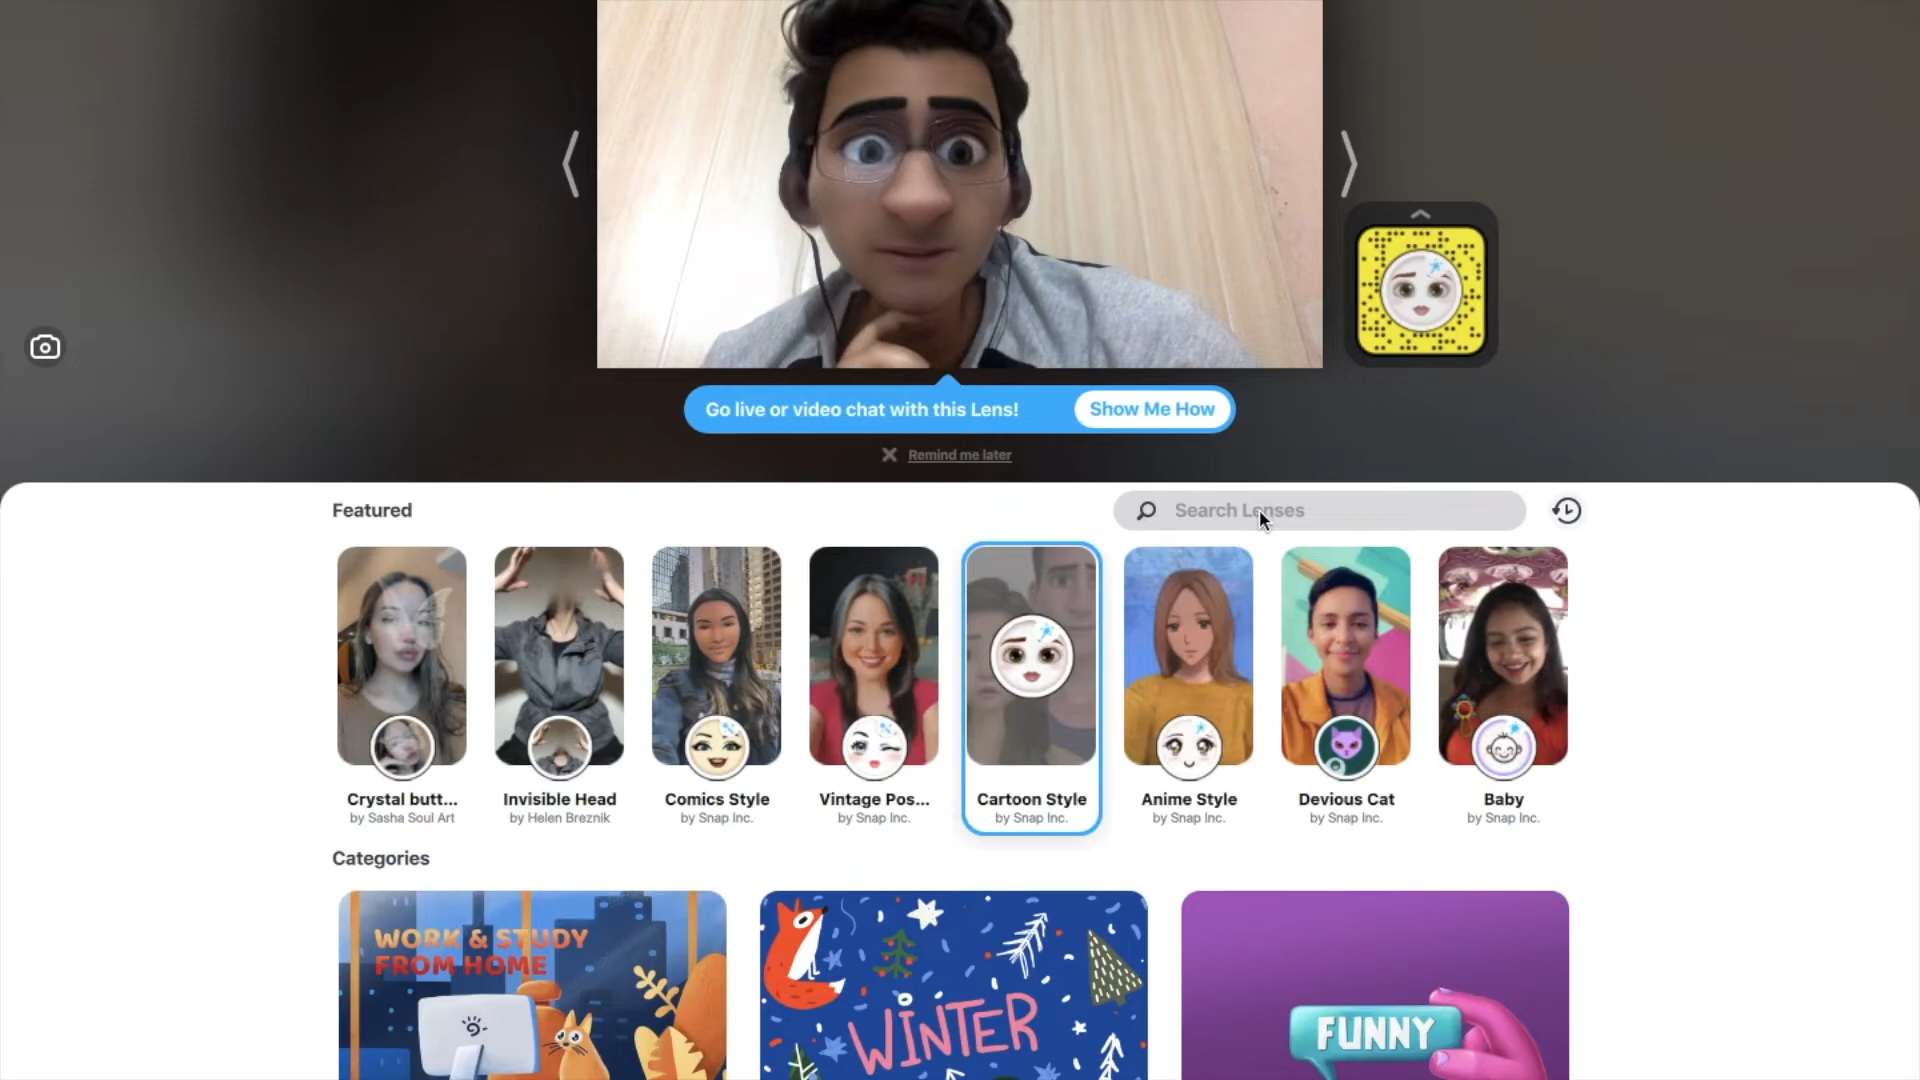 Go live or video chat with this Lens!
Show Me How
Remind me later
Featured
Search Lenses
Crystal butt...
by Sasha Soul Art
Invisible Head
by Helen Breznik
Comics Style
by Snap Inc.
Vintage Pos...
by Snap Inc.
Cartoon Style
by Snap Inc.
Anime Style
by Snap Inc.
Devious Cat
by Snap Inc.
Baby
by Snap Inc.
Categories
WORK & STUDY
FROM HOME
WINTER
FUNNY